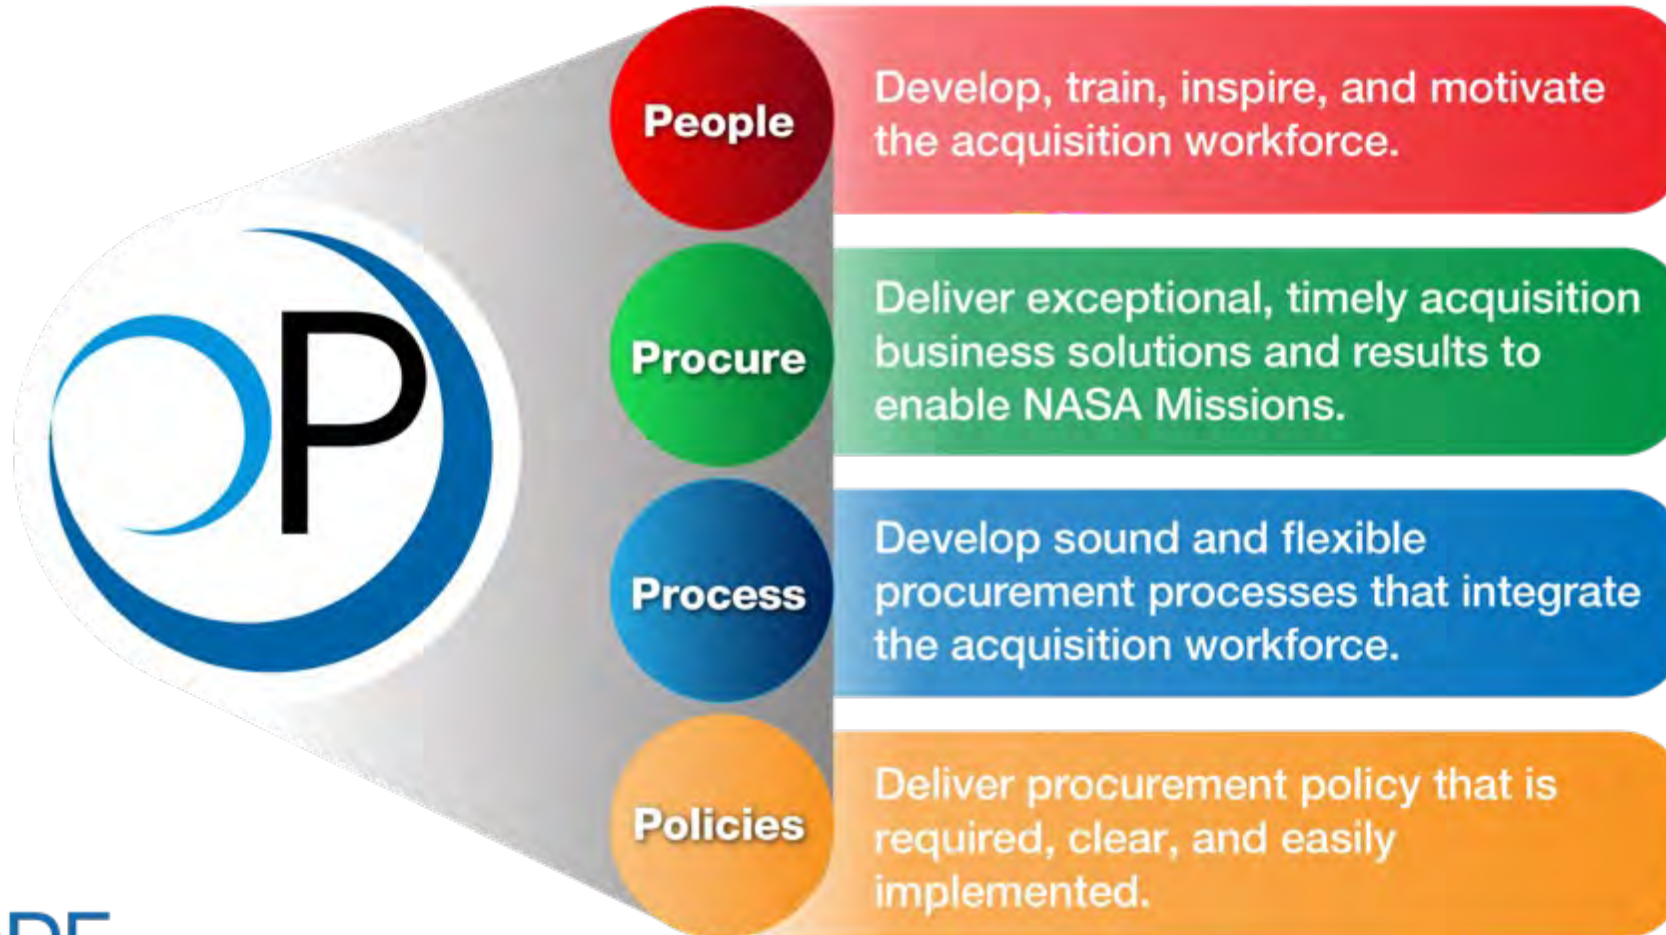 OP
People
Develop, train, inspire, and motivate
the acquisition workforce.
Procure
Deliver exceptional, timely acquisition
business solutions and results to
enable NASA Missions.
Process
Develop sound and flexible
procurement processes that integrate
the acquisition workforce.
Policies
Deliver procurement policy that is
required, clear, and easily
implemented.